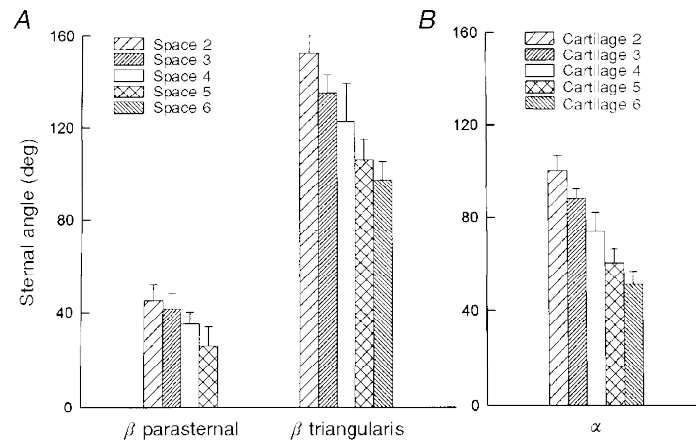 A
Sternal angle (deg)
160
120
80
40
0
Space 2
Space 3
Space 4
Space 5
Space 6
β parasternal
β triangularis
B
160
120
80
40
0
Cartilage 2
Cartilage 3
Cartilage 4
Cartilage 5
Cartilage 6
α